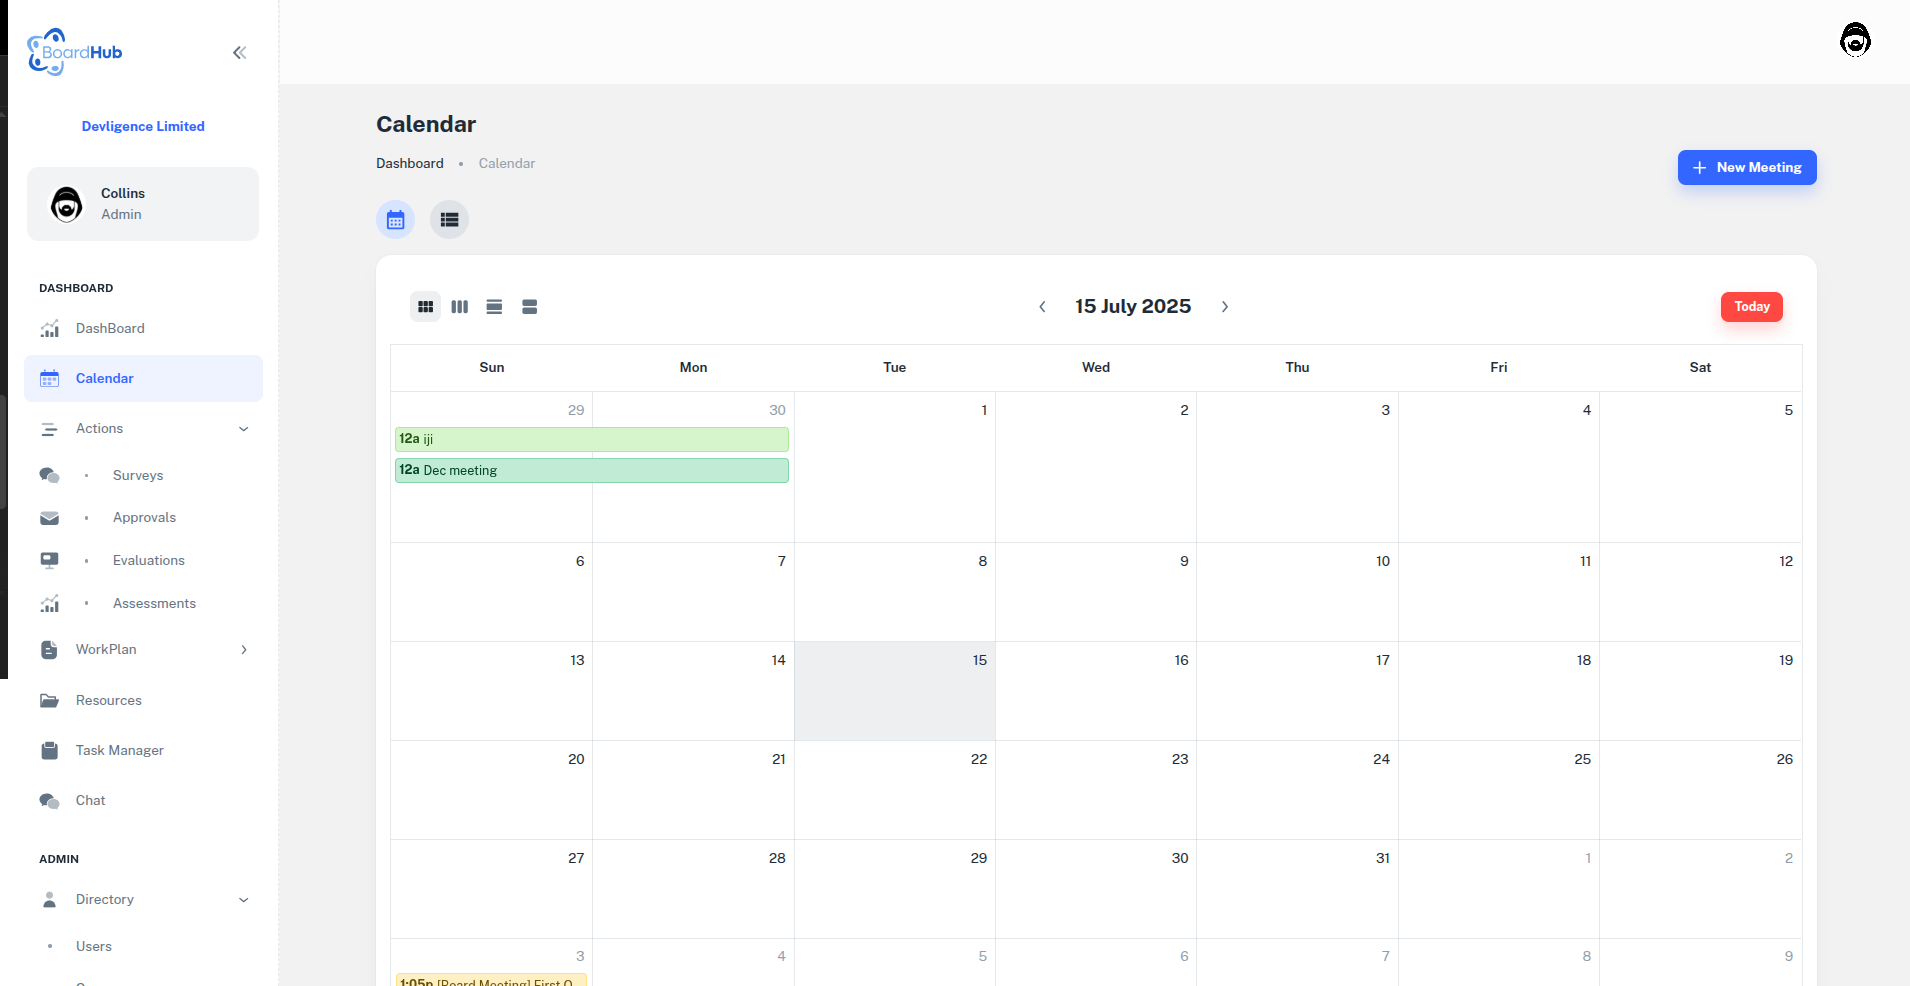 BoardHub
Devligence Limited
Collins
Admin
DASHBOARD
DashBoard
Calendar
Actions
Surveys
Approvals
Evaluations
Assessments
WorkPlan
Resources
Task Manager
Chat
ADMIN
Directory
Users
Calendar
Dashboard • Calendar
New Meeting
15 July 2025
Today
Sun Mon Tue Wed Thu Fri Sat
29 30 1 2 3 4 5
12a iji
12a Dec meeting
6 7 8 9 10 11 12
13 14 15 16 17 18 19
20 21 22 23 24 25 26
27 28 29 30 31 1 2
3 4 5 6 7 8 9
1:05p [Board Meeting] First Q